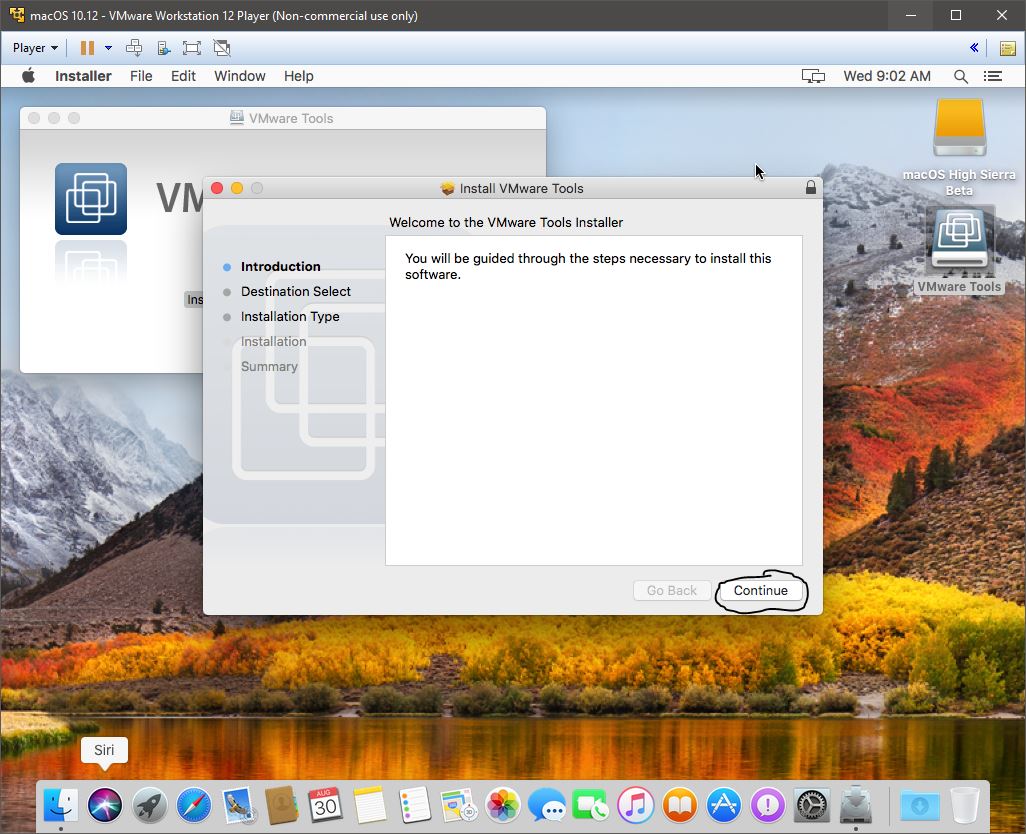 macOS 10.12 - VMware Workstation 12 Player (Non-commercial use only)
Player
Installer File Edit Window Help Wed 9:02 AM
VMware Tools
VM
Ins
Install VMware Tools
Welcome to the VMware Tools Installer
Introduction
Destination Select
Installation Type
Installation
Summary
You will be guided through the steps necessary to install this
software.
Go Back
Continue
macOS High Sierra
Beta
VMware Tools
Siri
AUG
30